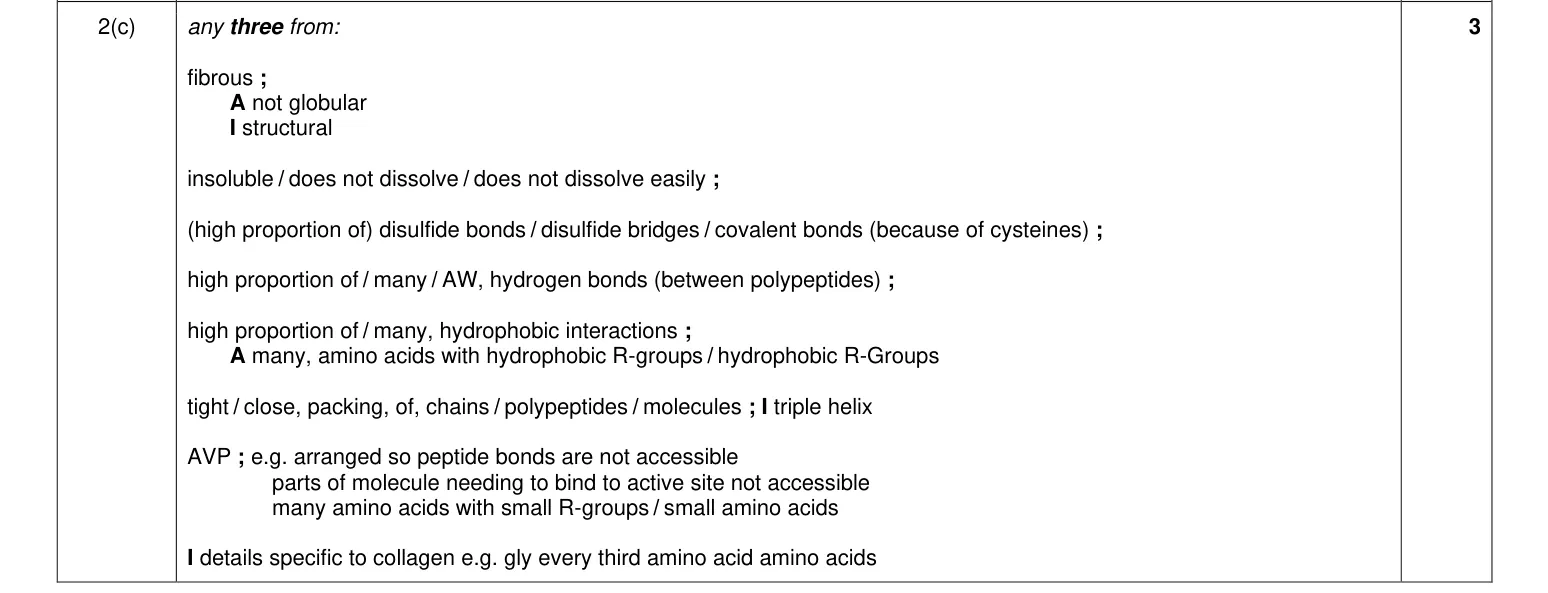 2(c)
any three from:
3
fibrous ;
A not globular
I structural
insoluble / does not dissolve / does not dissolve easily ;
(high proportion of) disulfide bonds / disulfide bridges / covalent bonds (because of cysteines) ;
high proportion of / many / AW, hydrogen bonds (between polypeptides) ;
high proportion of / many, hydrophobic interactions ;
A many, amino acids with hydrophobic R-groups / hydrophobic R-Groups
tight / close, packing, of, chains / polypeptides / molecules ; I triple helix
AVP ; e.g. arranged so peptide bonds are not accessible
parts of molecule needing to bind to active site not accessible
many amino acids with small R-groups / small amino acids
I details specific to collagen e.g. gly every third amino acid amino acids